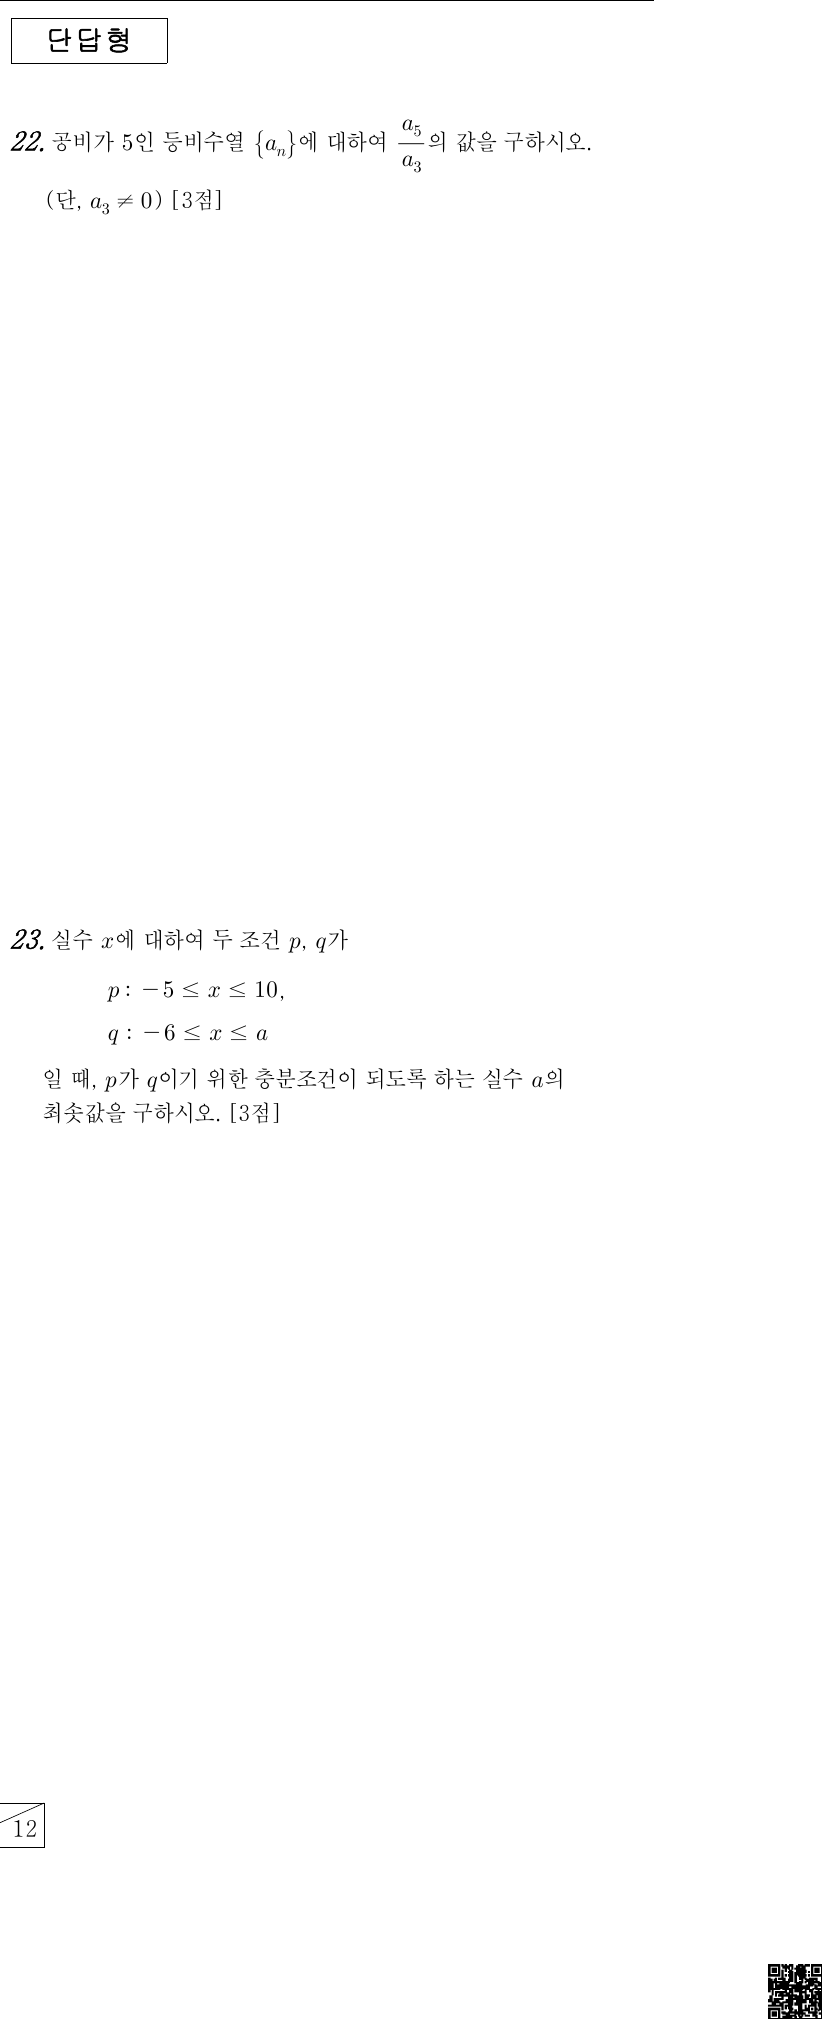 단답형
22. 공비가 5인 등비수열 {aₙ}에 대하여 a₅/a₃의 값을 구하시오.
(단, a₃ ≠ 0) [3점]
23. 실수 x에 대하여 두 조건 p, q가
p : −5 ≤ x ≤ 10,
q : −6 ≤ x ≤ a
일 때, p가 q이기 위한 충분조건이 되도록 하는 실수 a의
최솟값을 구하시오. [3점]
12